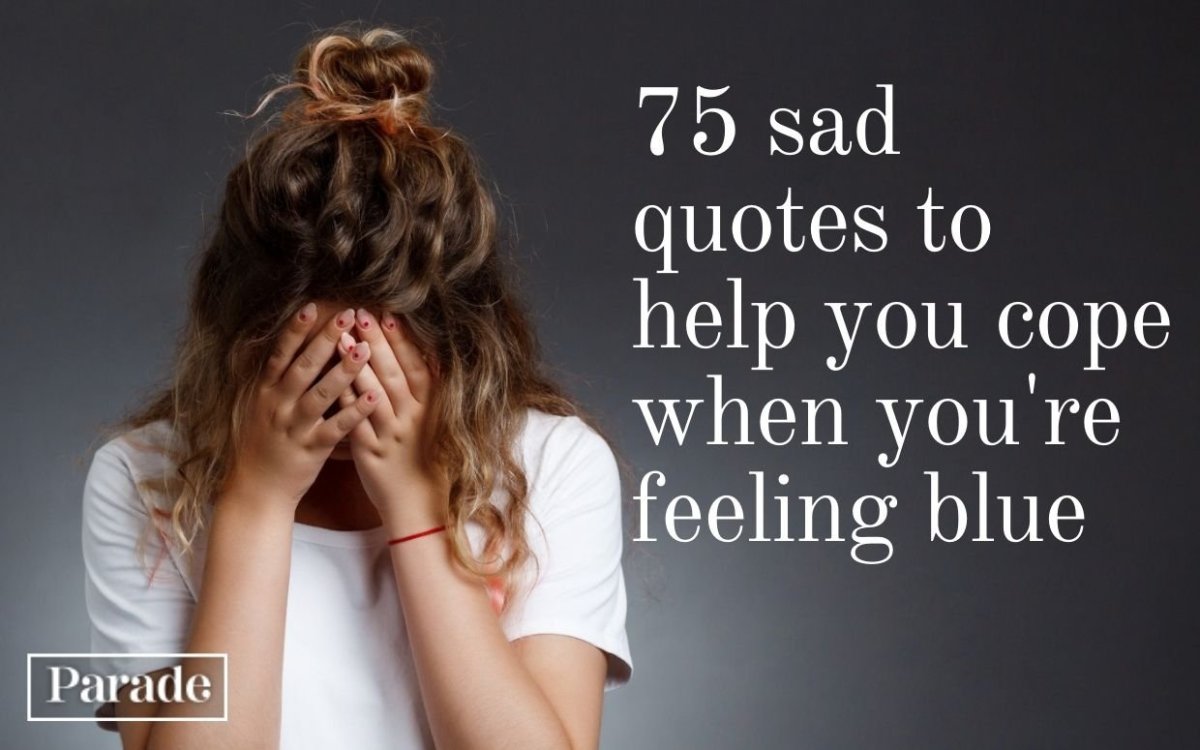 75 sad
quotes to
help you cope
when you're
feeling blue
Parade